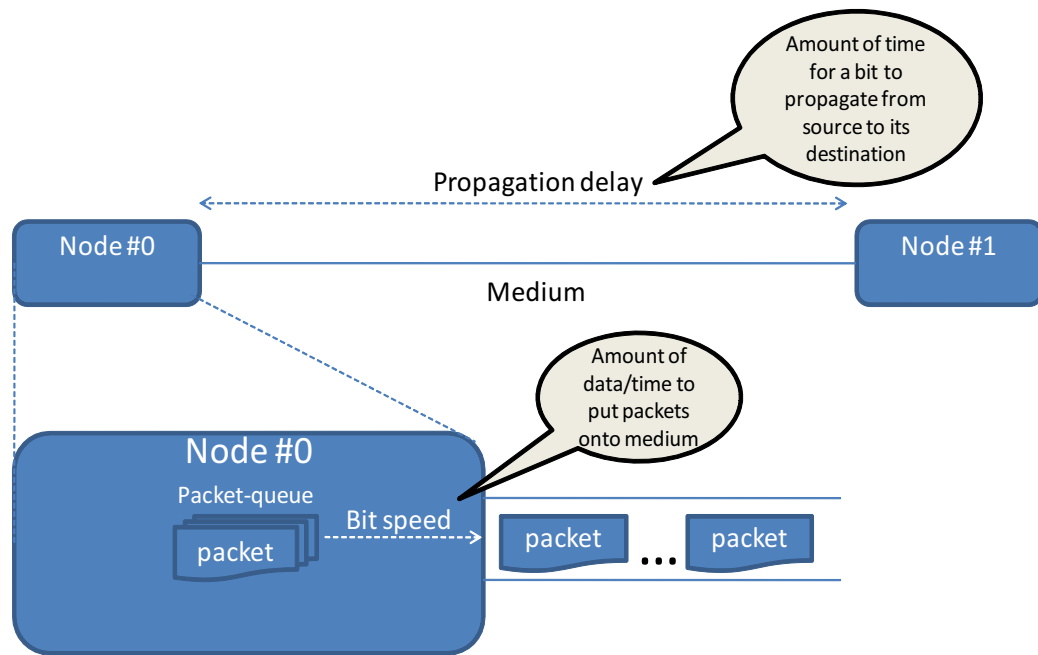 Amount of time
for a bit to
propagate from
source to its
destination
Propagation delay
Node #0
Node #1
Medium
Amount of
data/time to
put packets
onto medium
Node #0
Packet-queue
Bit speed
packet
packet
...
packet